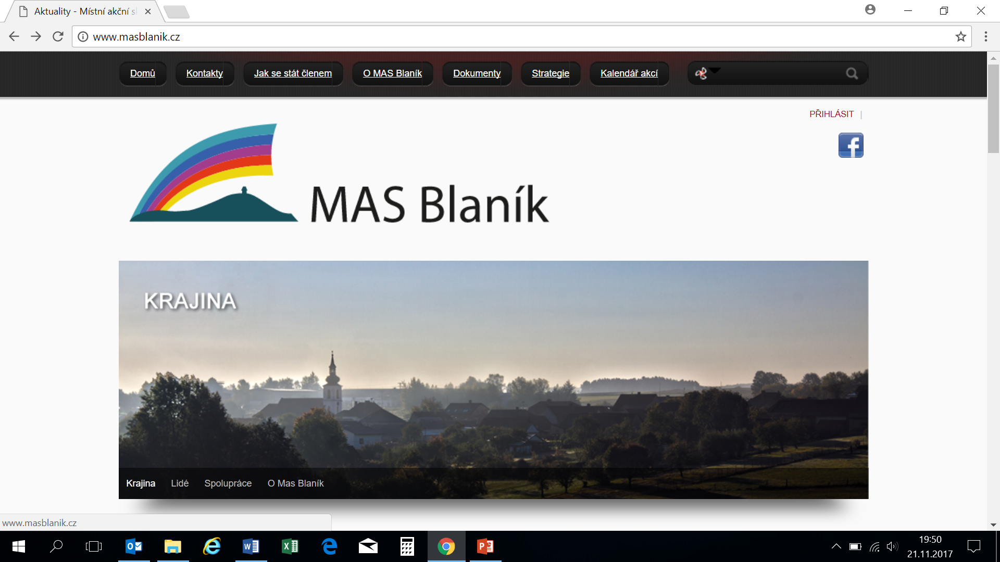 Aktuality - Místní akční s
www.masblanik.cz
Domů Kontakty Jak se stát členem O MAS Blaník Dokumenty Strategie Kalendář akcí
PŘIHLÁSIT |
MAS Blaník
KRAJINA
Krajina Lidé Spolupráce O Mas Blaník
www.masblanik.cz
19:50
21.11.2017